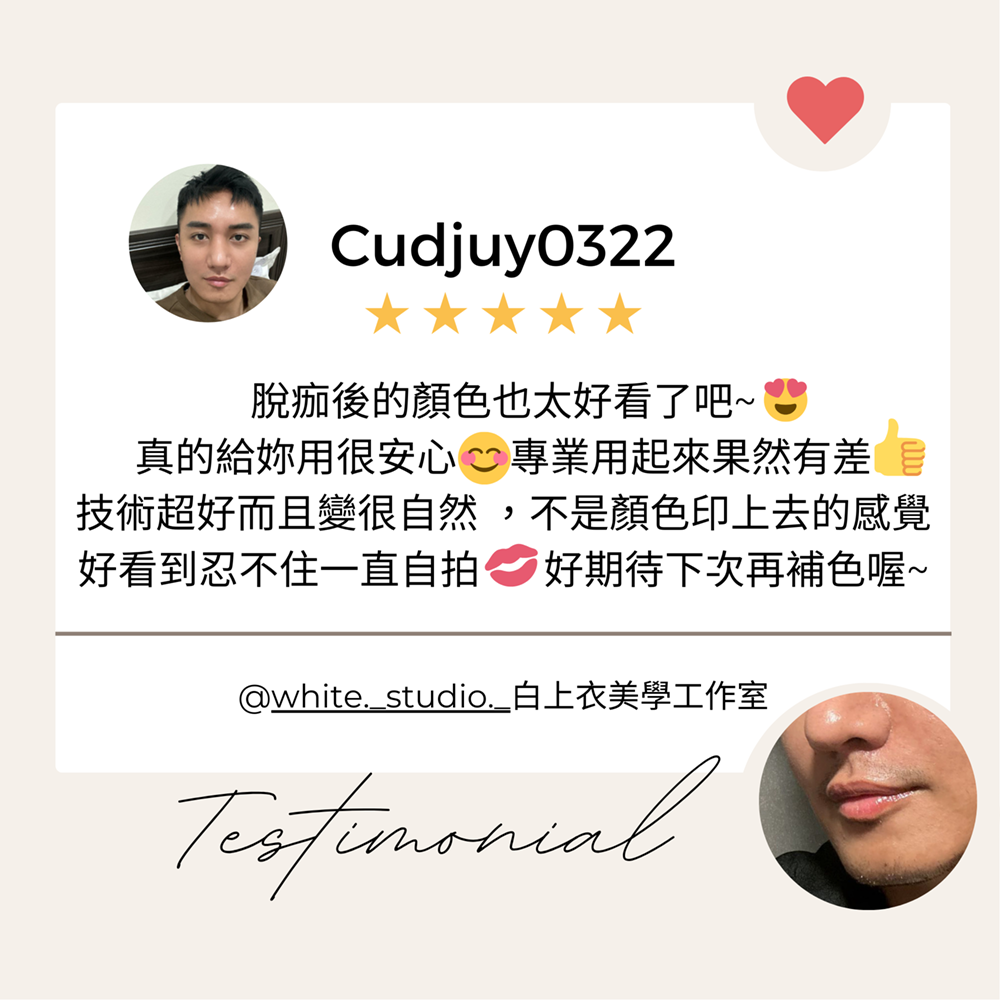 Cudjuy0322
脫痂後的顏色也太好看了吧~😍
真的給妳用很安心😊專業用起來果然有差👍
技術超好而且變很自然 ，不是顏色印上去的感覺
好看到忍不住一直自拍💋好期待下次再補色喔~
@white._studio._白上衣美學工作室
Testimonial